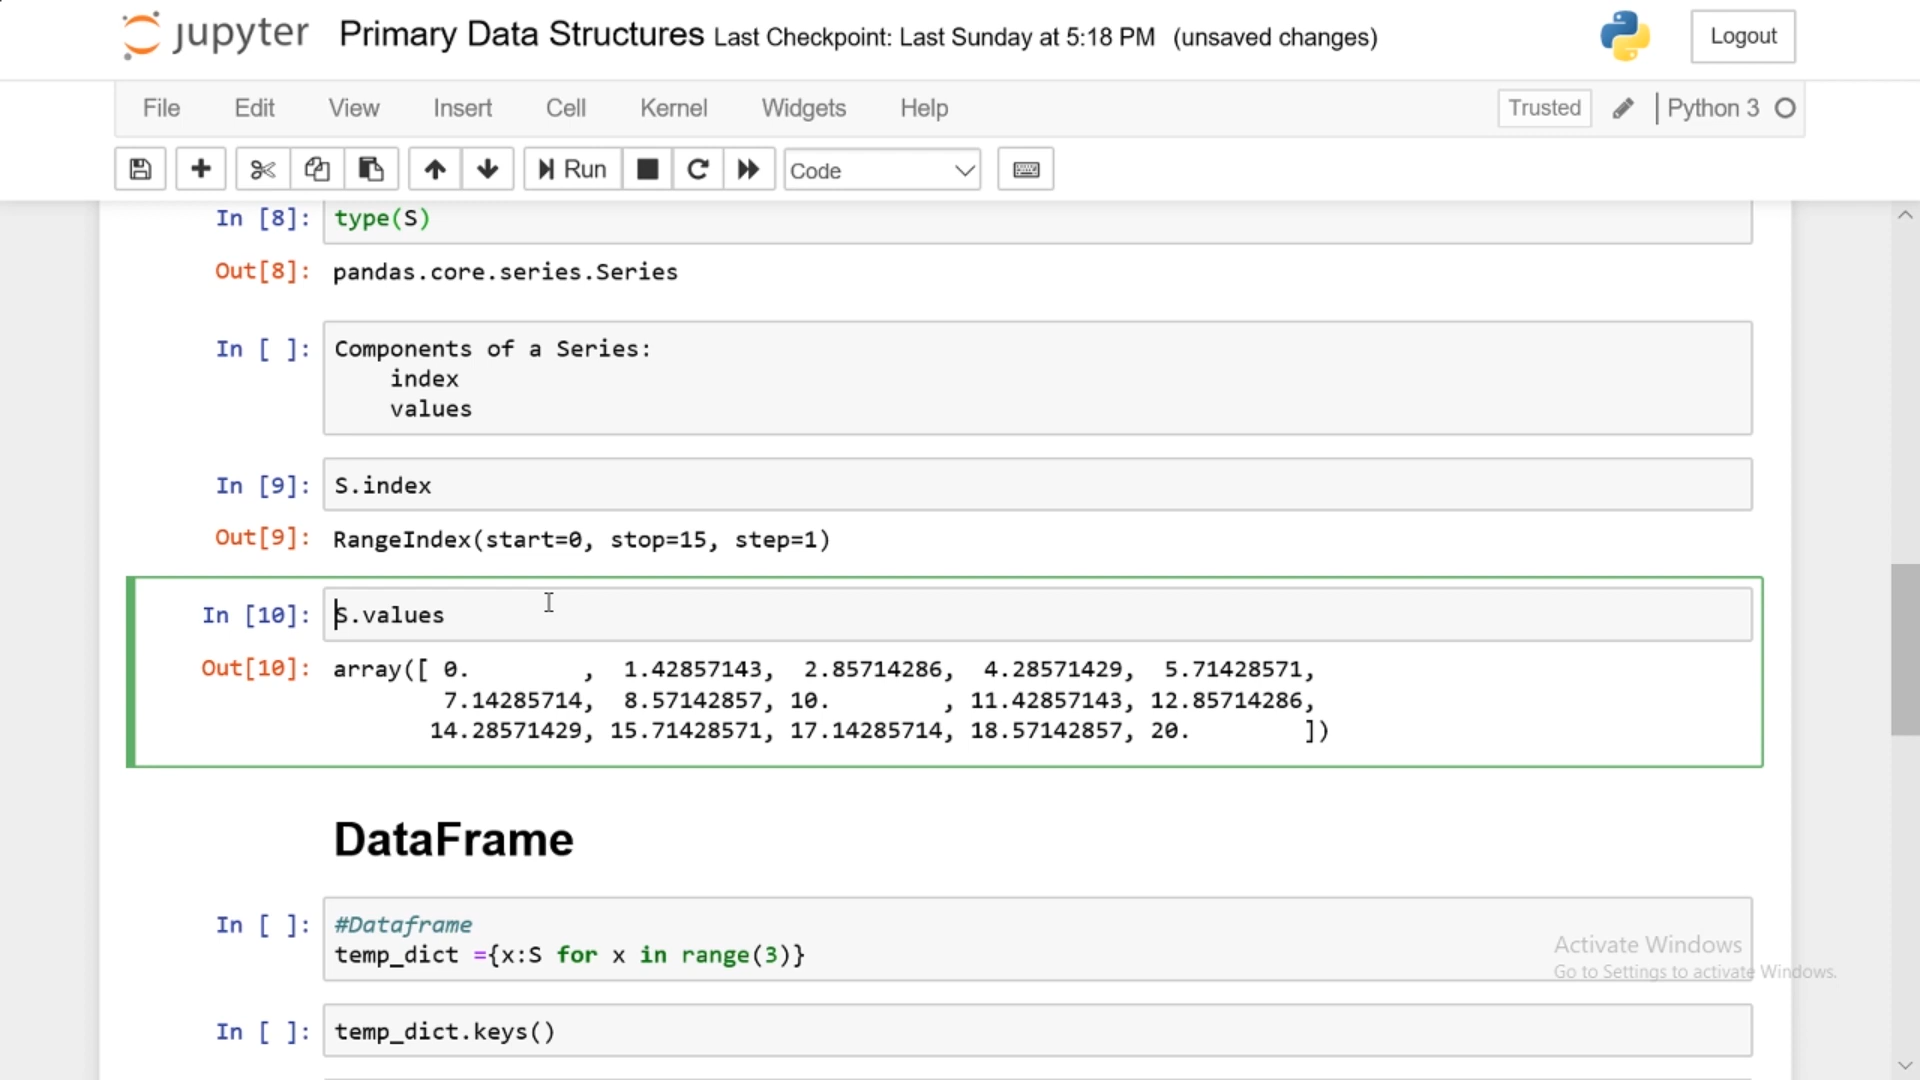 jupyter Primary Data Structures Last Checkpoint: Last Sunday at 5:18 PM (unsaved changes) Logout
File Edit View Insert Cell Kernel Widgets Help Trusted Python 3
Run Code
In [8]: type(S)
Out[8]: pandas.core.series.Series
In [ ]: Components of a Series:
index
values
In [9]: S.index
Out[9]: RangeIndex(start=0, stop=15, step=1)
In [10]: S.values
Out[10]: array([ 0.        ,  1.42857143,  2.85714286,  4.28571429,  5.71428571,
7.14285714,  8.57142857, 10.        , 11.42857143, 12.85714286,
14.28571429, 15.71428571, 17.14285714, 18.57142857, 20.        ])
DataFrame
In [ ]: #Dataframe
temp_dict ={x:S for x in range(3)}
Activate Windows
Go to Settings to activate Windows.
In [ ]: temp_dict.keys()